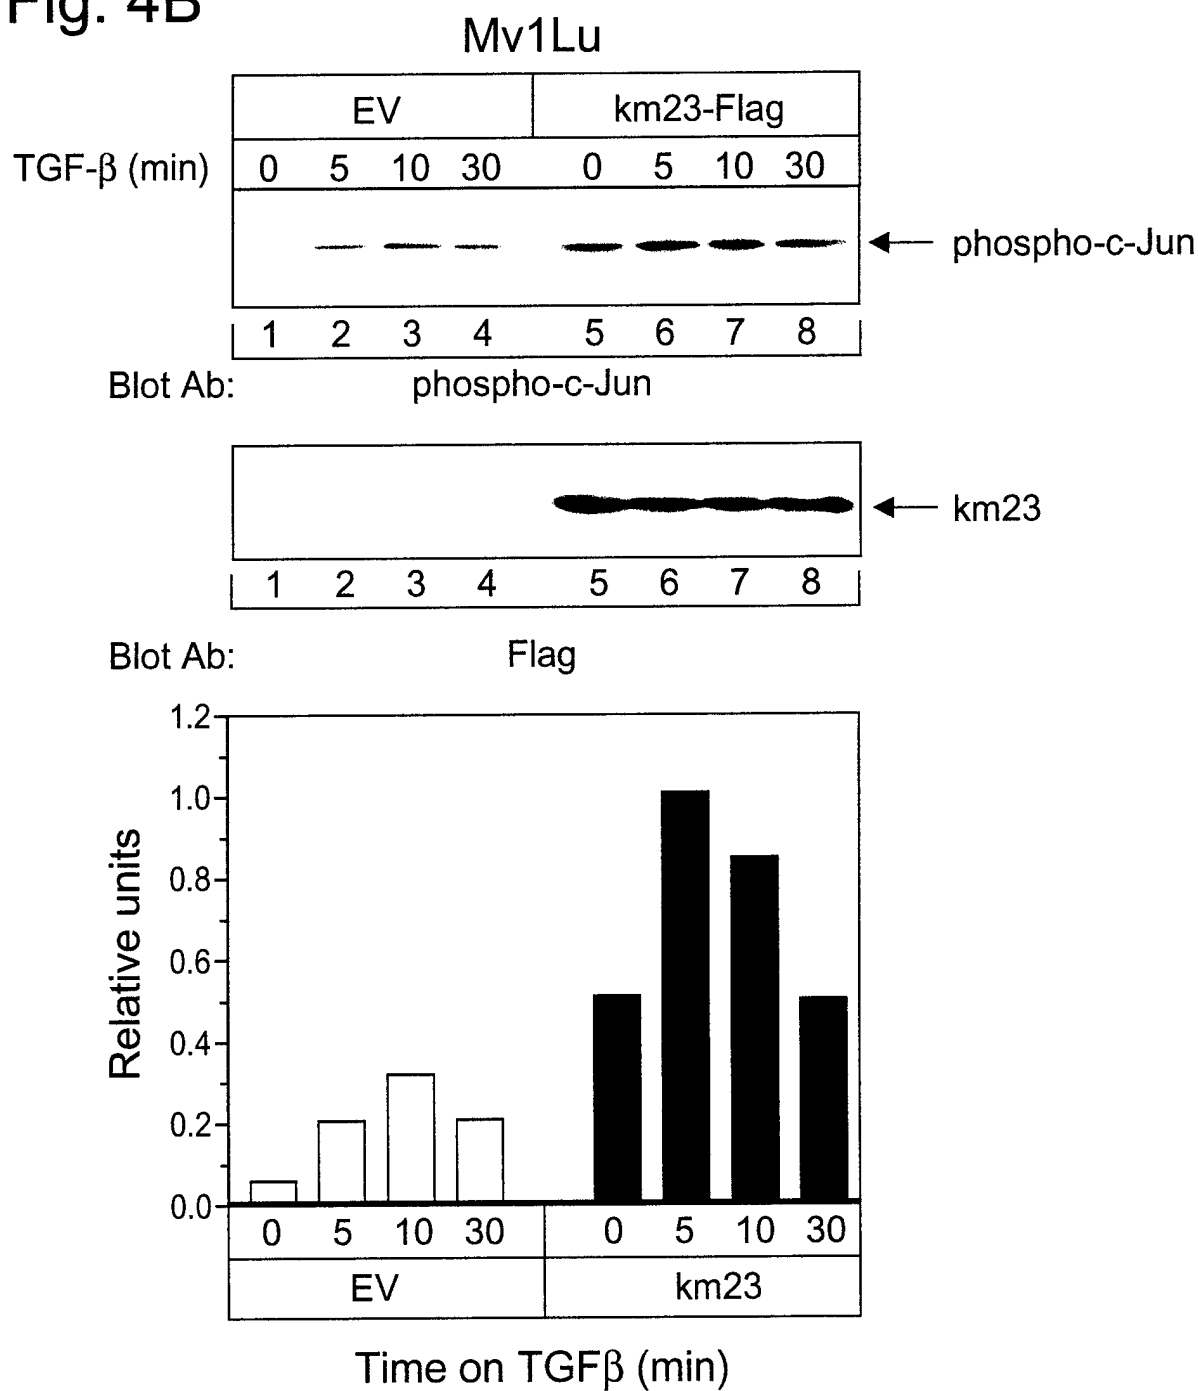 Fig. 4B
Mv1Lu
EV km23-Flag
TGF-β (min) 0 5 10 30 0 5 10 30
phospho-c-Jun
1 2 3 4 5 6 7 8
Blot Ab: phospho-c-Jun
km23
1 2 3 4 5 6 7 8
Blot Ab: Flag
1.2
1.0
0.8
0.6
0.4
0.2
0.0
Relative units
0 5 10 30 0 5 10 30
EV km23
Time on TGFβ (min)